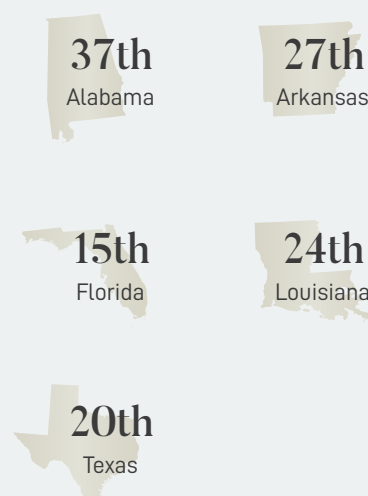 37th
Alabama
27th
Arkansas
15th
Florida
24th
Louisiana
20th
Texas